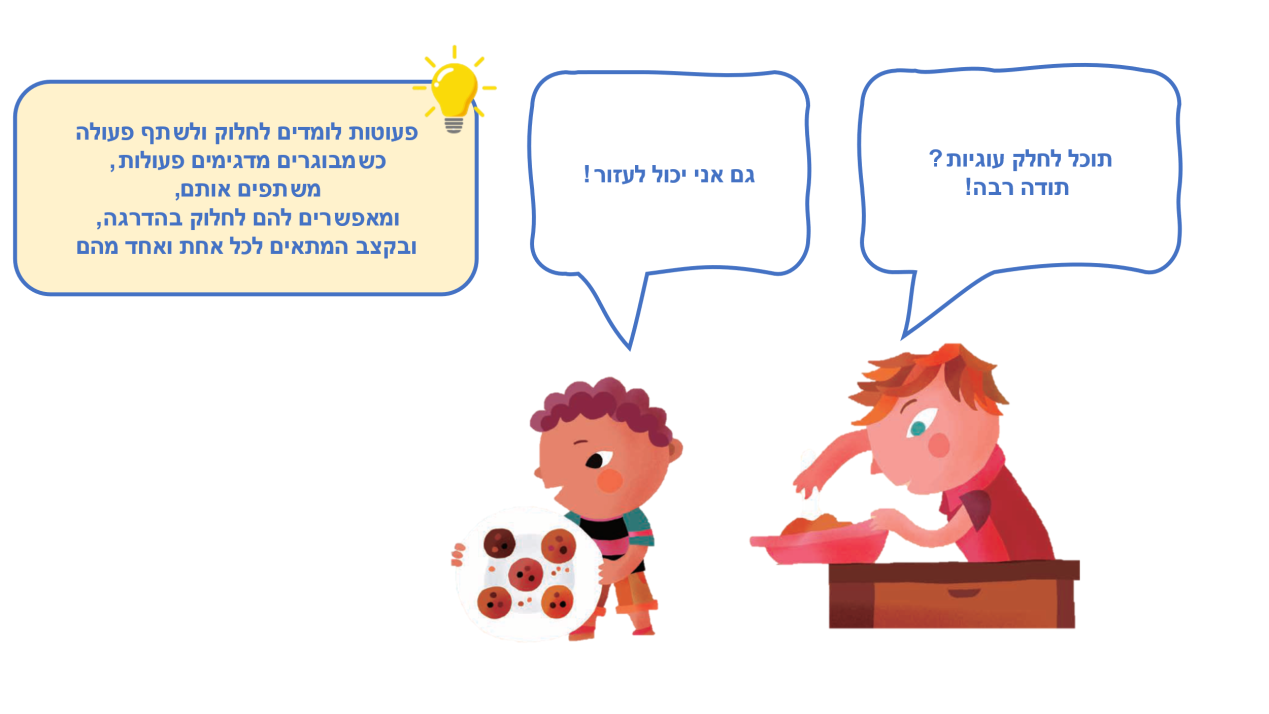 תוכל לחלק עוגיות?
תודה רבה!
גם אני יכול לעזור!
פעוטות לומדים לחלוק ולשתף פעולה
כשמבוגרים מדגימים פעולות,
משתפים אותם,
ומאפשרים להם לחלוק בהדרגה,
ובקצב המתאים לכל אחת ואחד מהם